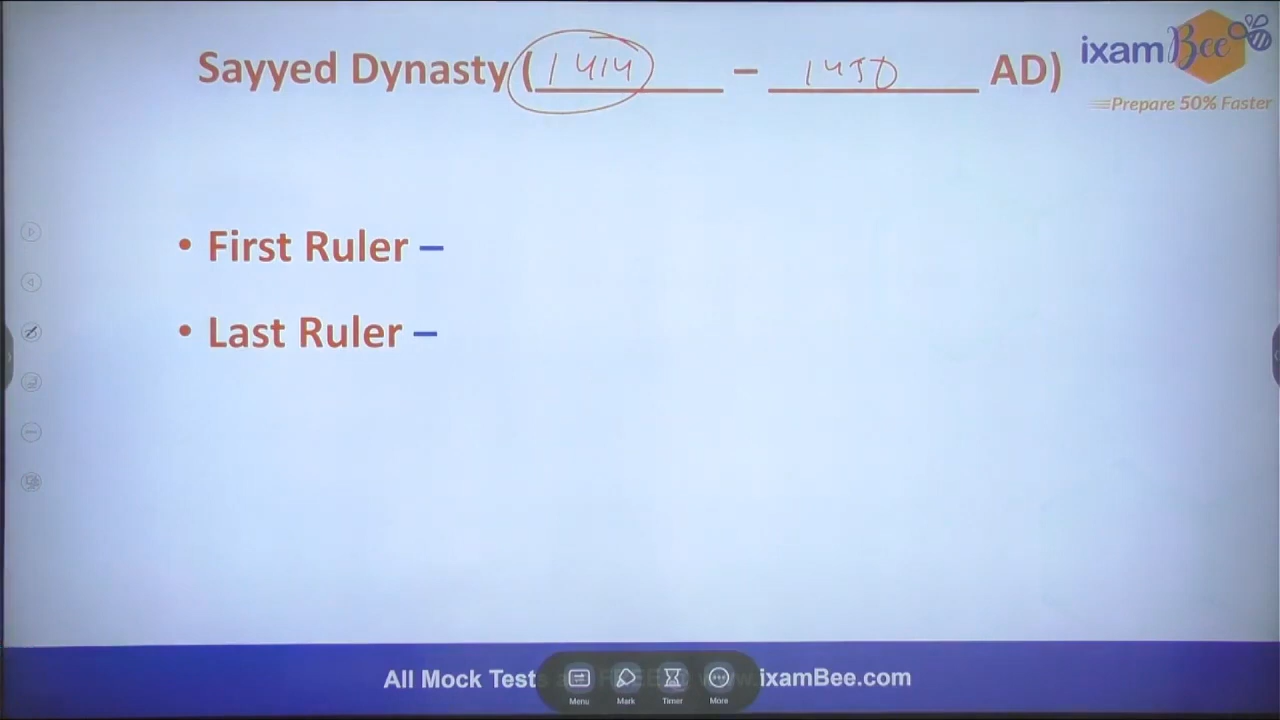 Sayyed Dynasty (1414 – 1450 AD)
ixamBee
Prepare 50% Faster
• First Ruler –
• Last Ruler –
All Mock Tests ixamBee.com
Menu Mark Timer More